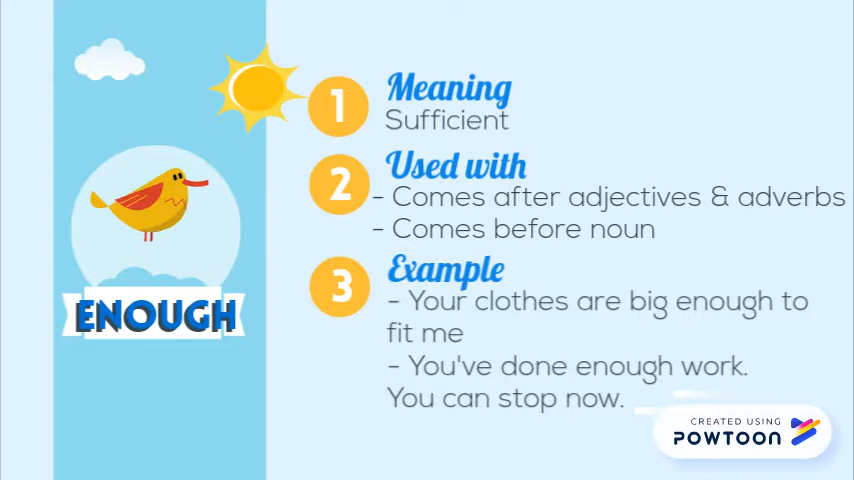 ENOUGH
1
Meaning
Sufficient
2
Used with
- Comes after adjectives & adverbs
- Comes before noun
3
Example
- Your clothes are big enough to
fit me
- You've done enough work.
You can stop now.
CREATED USING
POWTOON